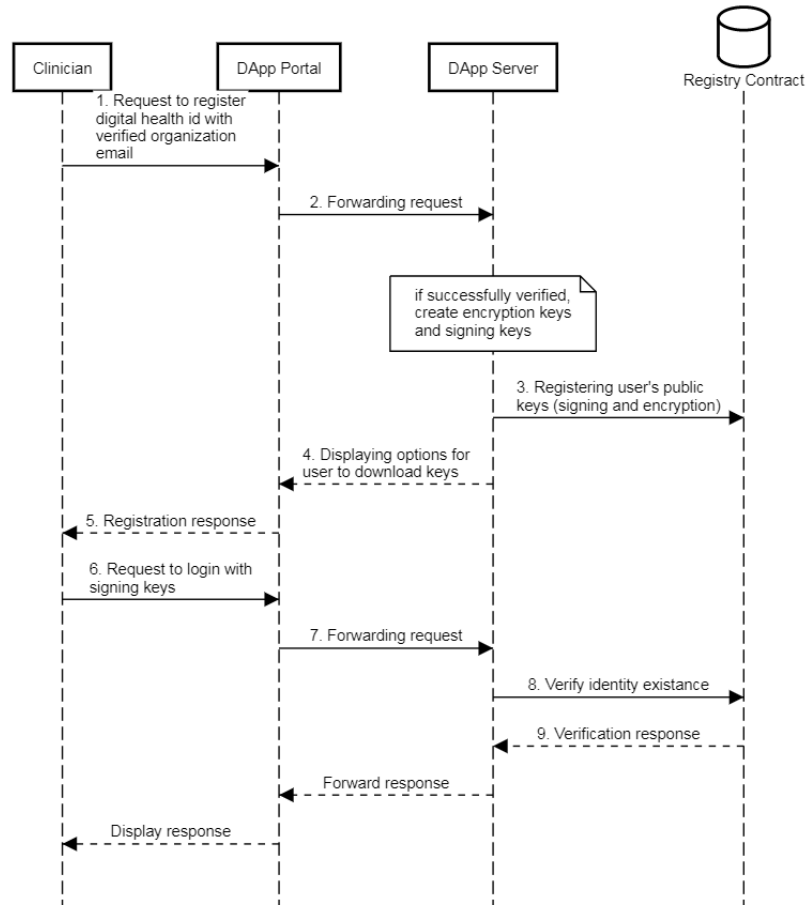 Clinician
DApp Portal
DApp Server
Registry Contract
1. Request to register
digital health id with
verified organization
email
2. Forwarding request
if successfully verified,
create encryption keys
and signing keys
3. Registering user's public
keys (signing and encryption)
4. Displaying options for
user to download keys
5. Registration response
6. Request to login with
signing keys
7. Forwarding request
8. Verify identity existance
9. Verification response
Forward response
Display response